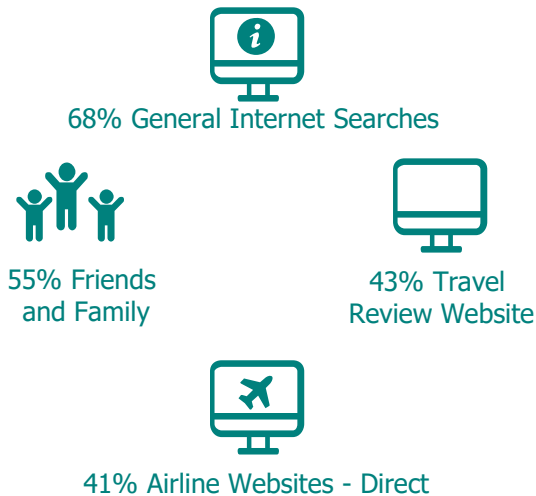 68% General Internet Searches
55% Friends
and Family
43% Travel
Review Website
41% Airline Websites - Direct